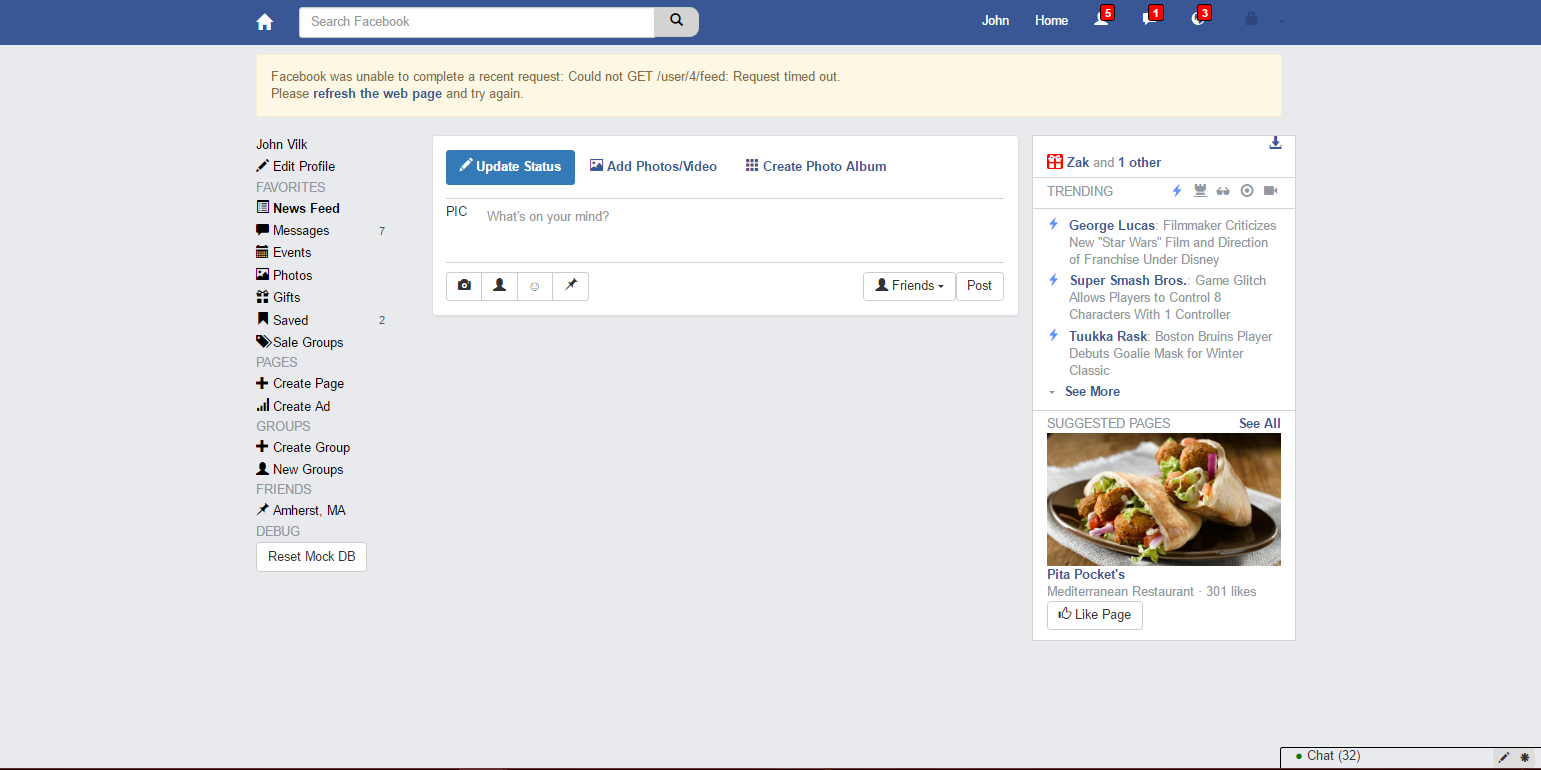 Search Facebook
John
Home
5
1
3
Facebook was unable to complete a recent request: Could not GET /user/4/feed: Request timed out.
Please refresh the web page and try again.
John Vilk
Edit Profile
FAVORITES
News Feed
Messages 7
Events
Photos
Gifts
Saved 2
Sale Groups
PAGES
Create Page
Create Ad
GROUPS
Create Group
New Groups
FRIENDS
Amherst, MA
DEBUG
Reset Mock DB
Update Status
Add Photos/Video
Create Photo Album
PIC
What's on your mind?
Friends
Post
Zak and 1 other
TRENDING
George Lucas: Filmmaker Criticizes
New "Star Wars" Film and Direction
of Franchise Under Disney
Super Smash Bros.: Game Glitch
Allows Players to Control 8
Characters With 1 Controller
Tuukka Rask: Boston Bruins Player
Debuts Goalie Mask for Winter
Classic
See More
SUGGESTED PAGES
See All
Pita Pocket's
Mediterranean Restaurant · 301 likes
Like Page
Chat (32)